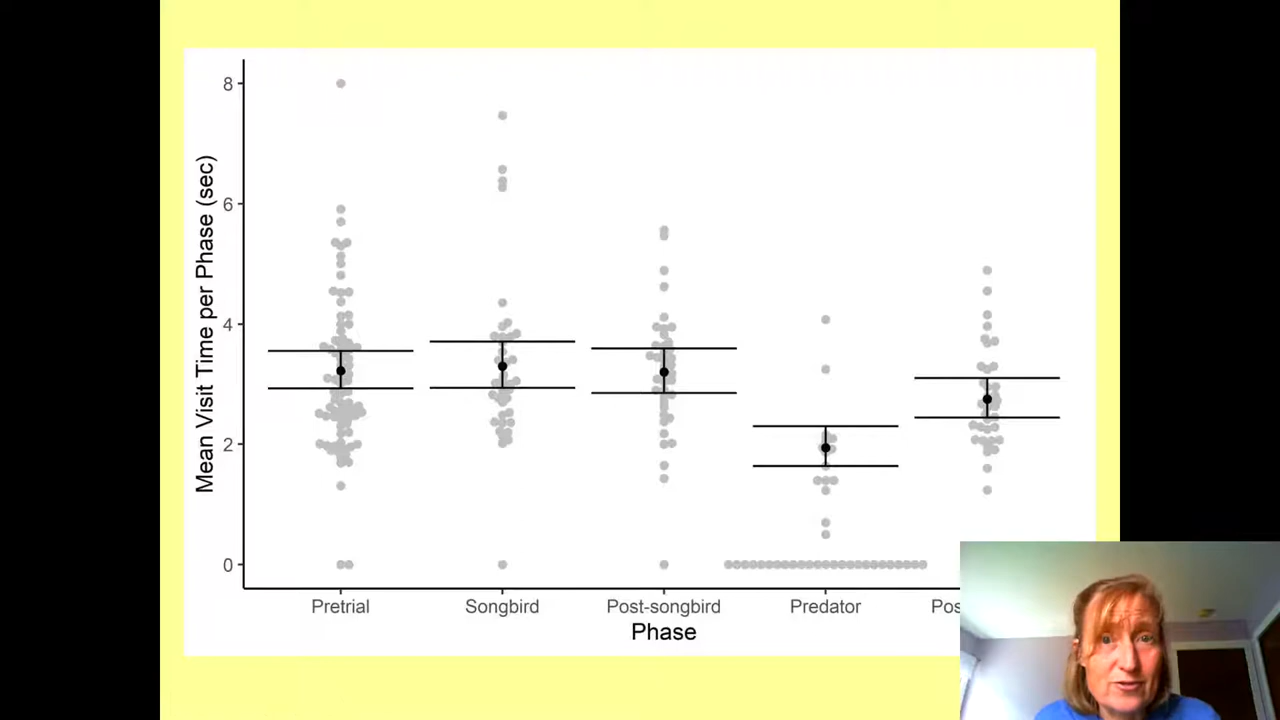 Mean Visit Time per Phase (sec)
8
6
4
2
0
Pretrial Songbird Post-songbird Predator Pos
Phase